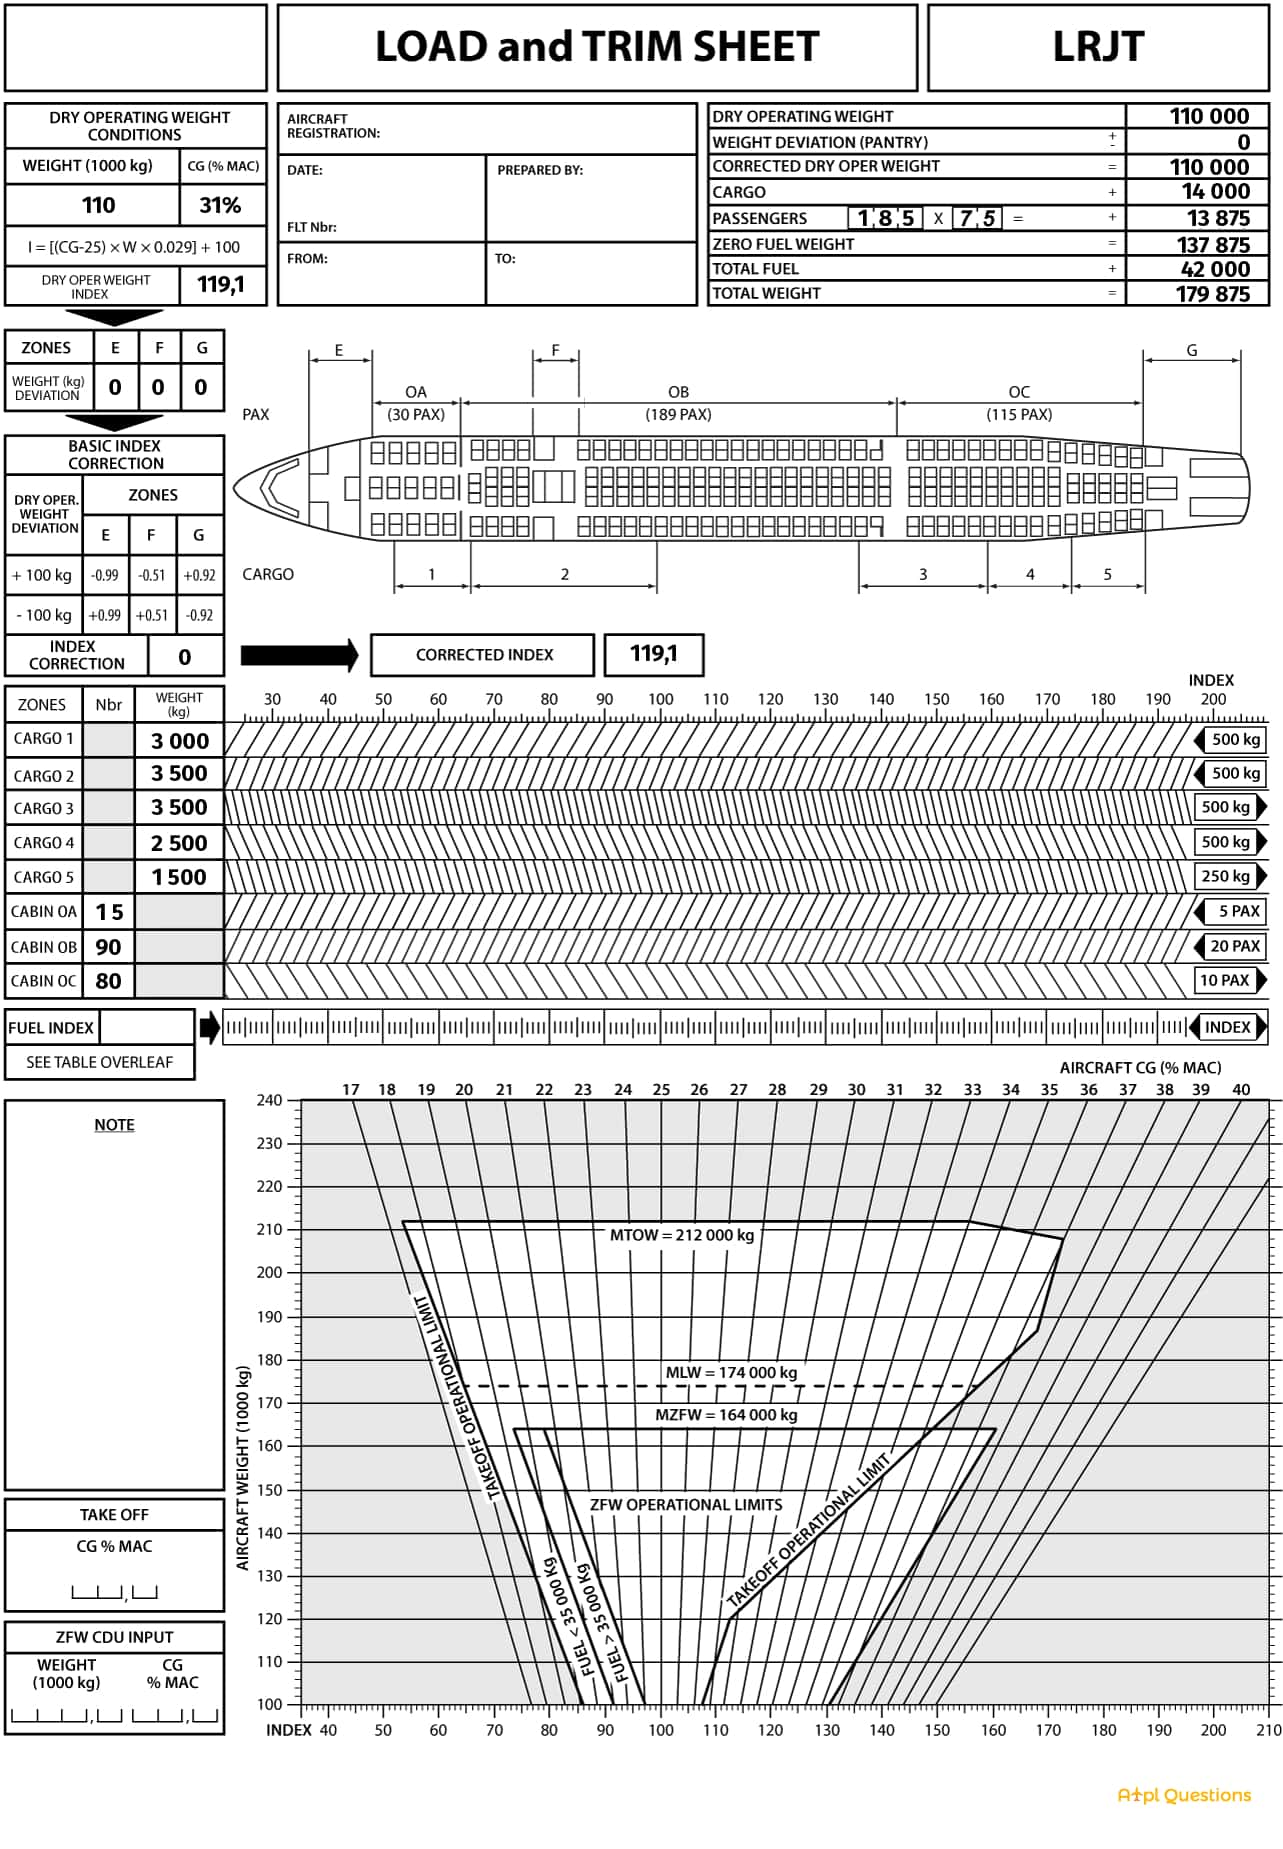 LOAD and TRIM SHEET
LRJT
DRY OPERATING WEIGHT
CONDITIONS
WEIGHT (1000 kg)
CG (% MAC)
110
31%
I = [(CG-25) × W × 0.029] + 100
DRY OPER WEIGHT
INDEX
119,1
AIRCRAFT
REGISTRATION:
DATE:
PREPARED BY:
FLT Nbr:
FROM:
TO:
DRY OPERATING WEIGHT 110 000
WEIGHT DEVIATION (PANTRY) + - 0
CORRECTED DRY OPER WEIGHT = 110 000
CARGO + 14 000
PASSENGERS 1 8 5 X 7 5 = + 13 875
ZERO FUEL WEIGHT = 137 875
TOTAL FUEL + 42 000
TOTAL WEIGHT = 179 875
ZONES E F G
WEIGHT (kg)
DEVIATION
0 0 0
BASIC INDEX
CORRECTION
DRY OPER.
WEIGHT
DEVIATION
ZONES
E F G
+ 100 kg -0.99 -0.51 +0.92
- 100 kg +0.99 +0.51 -0.92
INDEX
CORRECTION
0
E F G
OA OB OC
PAX (30 PAX) (189 PAX) (115 PAX)
CARGO 1 2 3 4 5
CORRECTED INDEX 119,1
INDEX
ZONES Nbr WEIGHT
(kg)
30 40 50 60 70 80 90 100 110 120 130 140 150 160 170 180 190 200
CARGO 1 3 000 500 kg
CARGO 2 3 500 500 kg
CARGO 3 3 500 500 kg
CARGO 4 2 500 500 kg
CARGO 5 1 500 250 kg
CABIN OA 15 5 PAX
CABIN OB 90 20 PAX
CABIN OC 80 10 PAX
FUEL INDEX INDEX
SEE TABLE OVERLEAF
NOTE
TAKE OFF
CG % MAC
,
ZFW CDU INPUT
WEIGHT
(1000 kg)
CG
% MAC
, ,
AIRCRAFT CG (% MAC)
17 18 19 20 21 22 23 24 25 26 27 28 29 30 31 32 33 34 35 36 37 38 39 40
240
230
220
210
200
190
180
170
160
150
140
130
120
110
100
AIRCRAFT WEIGHT (1000 kg)
MTOW = 212 000 kg
TAKEOFF OPERATIONAL LIMIT
MLW = 174 000 kg
MZFW = 164 000 kg
ZFW OPERATIONAL LIMITS
TAKEOFF OPERATIONAL LIMIT
FUEL < 35 000 Kg
FUEL > 35 000 Kg
INDEX 40 50 60 70 80 90 100 110 120 130 140 150 160 170 180 190 200 210
Atpl Questions